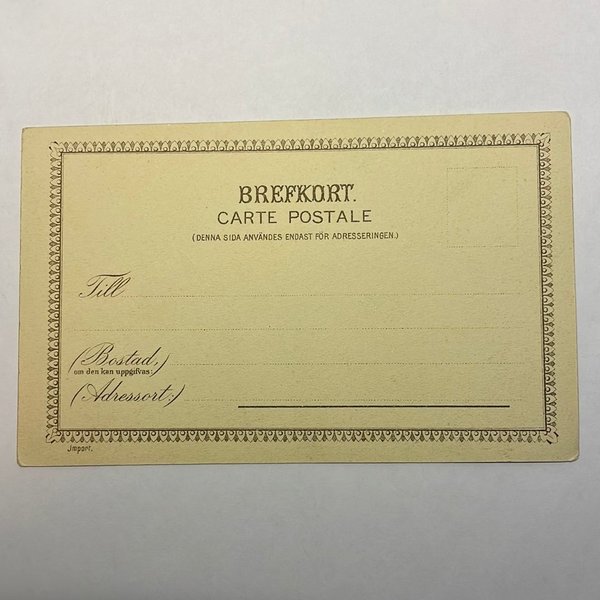 BREFKORT.
CARTE POSTALE
(DENNA SIDA ANVÄNDES ENDAST FÖR ADRESSERINGEN.)
Till
(Bostad,)
om den kan uppgifvas:
(Adressort:)
Import.